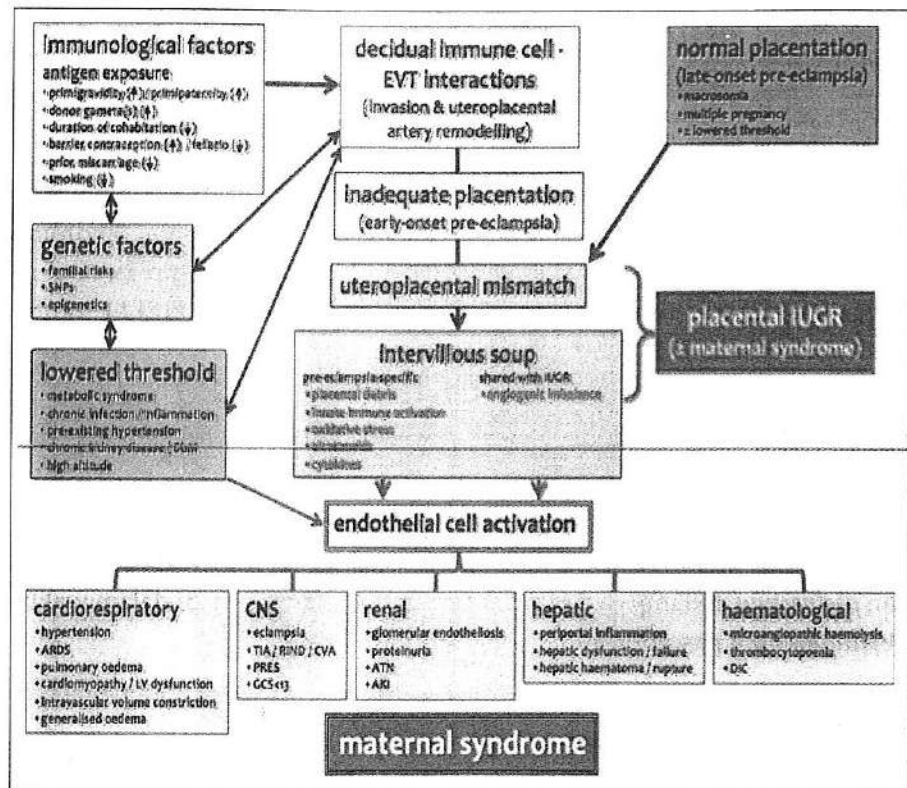 immunological factors
antigen exposure
• primigravidity (↑) / primipaternity (↑)
• donor gamete(s) (↑)
• duration of cohabitation (↓)
• barrier contraception (↑) / fellatio (↓)
• prior miscarriage (↓)
• smoking (↓)
genetic factors
• familial risks
• SNPs
• epigenetics
lowered threshold
• metabolic syndrome
• chronic infection/inflammation
• pre-existing hypertension
• chronic kidney disease /
• high altitude
decidual immune cell -
EVT interactions
(invasion & uteroplacental
artery remodelling)
inadequate placentation
(early-onset pre-eclampsia)
uteroplacental mismatch
normal placentation
(late-onset pre-eclampsia)
• macrosomia
• multiple pregnancy
• ± lowered threshold
intervillous soup
pre-eclampsia-specific
• placental debris
• innate immune activation
• oxidative stress
•
• cytokines
shared with IUGR
• angiogenic imbalance
placental IUGR
(± maternal syndrome)
endothelial cell activation
cardiorespiratory
• hypertension
• ARDS
• pulmonary oedema
• cardiomyopathy / LV dysfunction
• intravascular volume constriction
• generalised oedema
CNS
• eclampsia
• TIA / RIND / CVA
• PRES
• GCS<13
renal
• glomerular endotheliosis
• proteinuria
• ATN
• AKI
hepatic
• periportal inflammation
• hepatic dysfunction / failure
• hepatic haematoma / rupture
haematological
• microangiopathic haemolysis
• thrombocytopoenia
• DIC
maternal syndrome